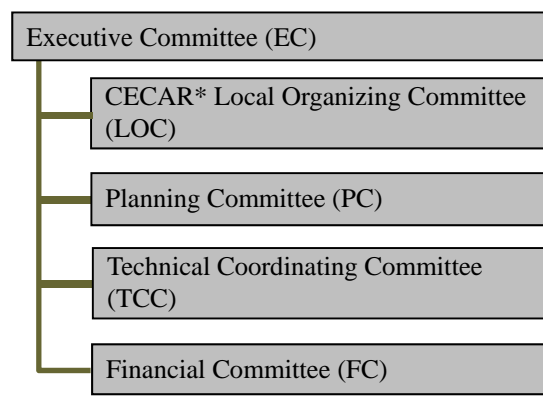 Executive Committee (EC)
CECAR* Local Organizing Committee
(LOC)
Planning Committee (PC)
Technical Coordinating Committee
(TCC)
Financial Committee (FC)